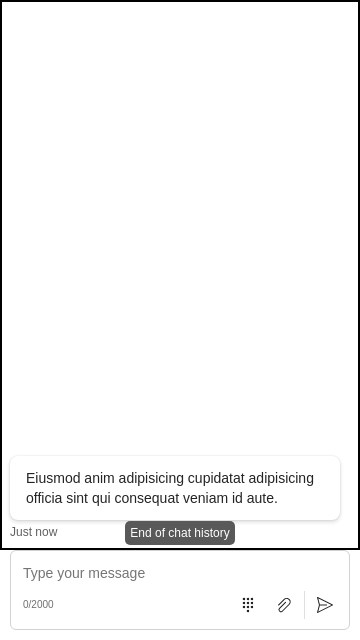 Eiusmod anim adipisicing cupidatat adipisicing
officia sint qui consequat veniam id aute.
Just now
End of chat history
Type your message
0/2000